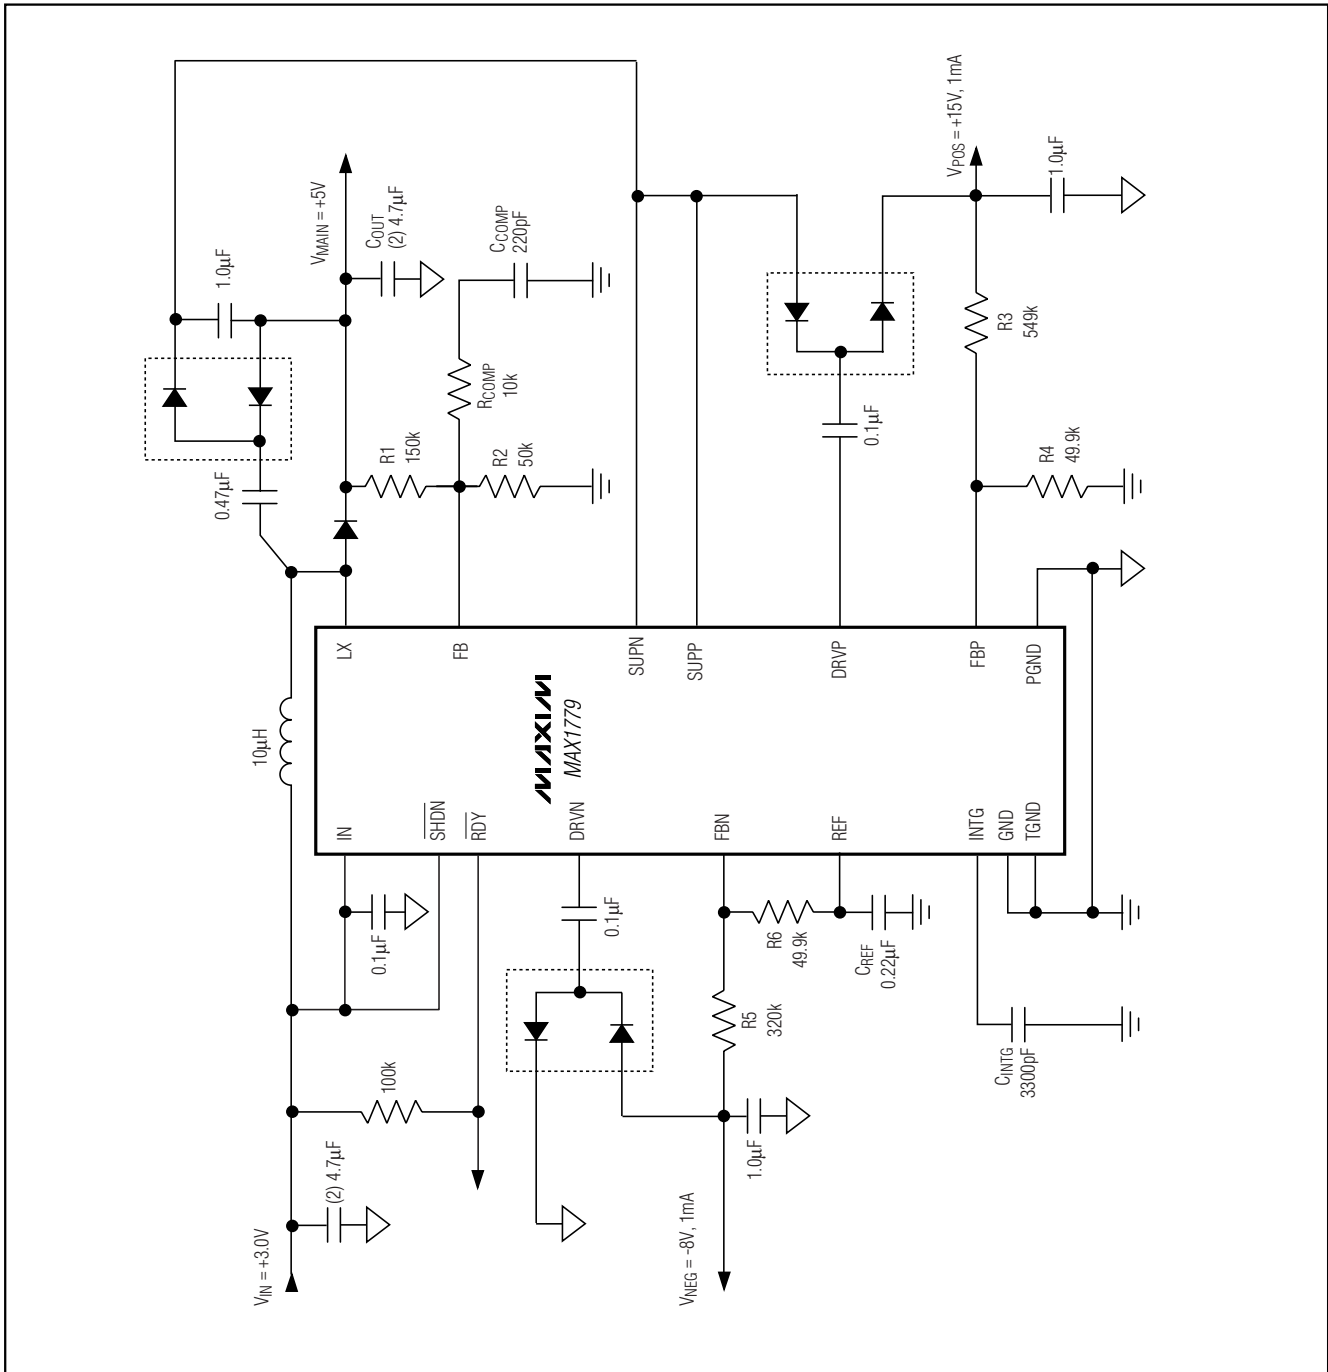 VIN = +3.0V
(2) 4.7µF
100k
0.1µF
10µH
0.47µF
1.0µF
VMAIN = +5V
COUT
(2) 4.7µF
R1
150k
RCOMP
10k
CCOMP
220pF
R2
50k
IN
LX
SHDN
RDY
FB
MAXIM
MAX1779
DRVN
SUPN
SUPP
FBN
REF
DRVP
INTG
GND
TGND
FBP
PGND
0.1µF
VNEG = -8V, 1mA
1.0µF
R5
320k
R6
49.9k
CREF
0.22µF
CINTG
3300pF
0.1µF
VPOS = +15V, 1mA
1.0µF
R3
549k
R4
49.9k